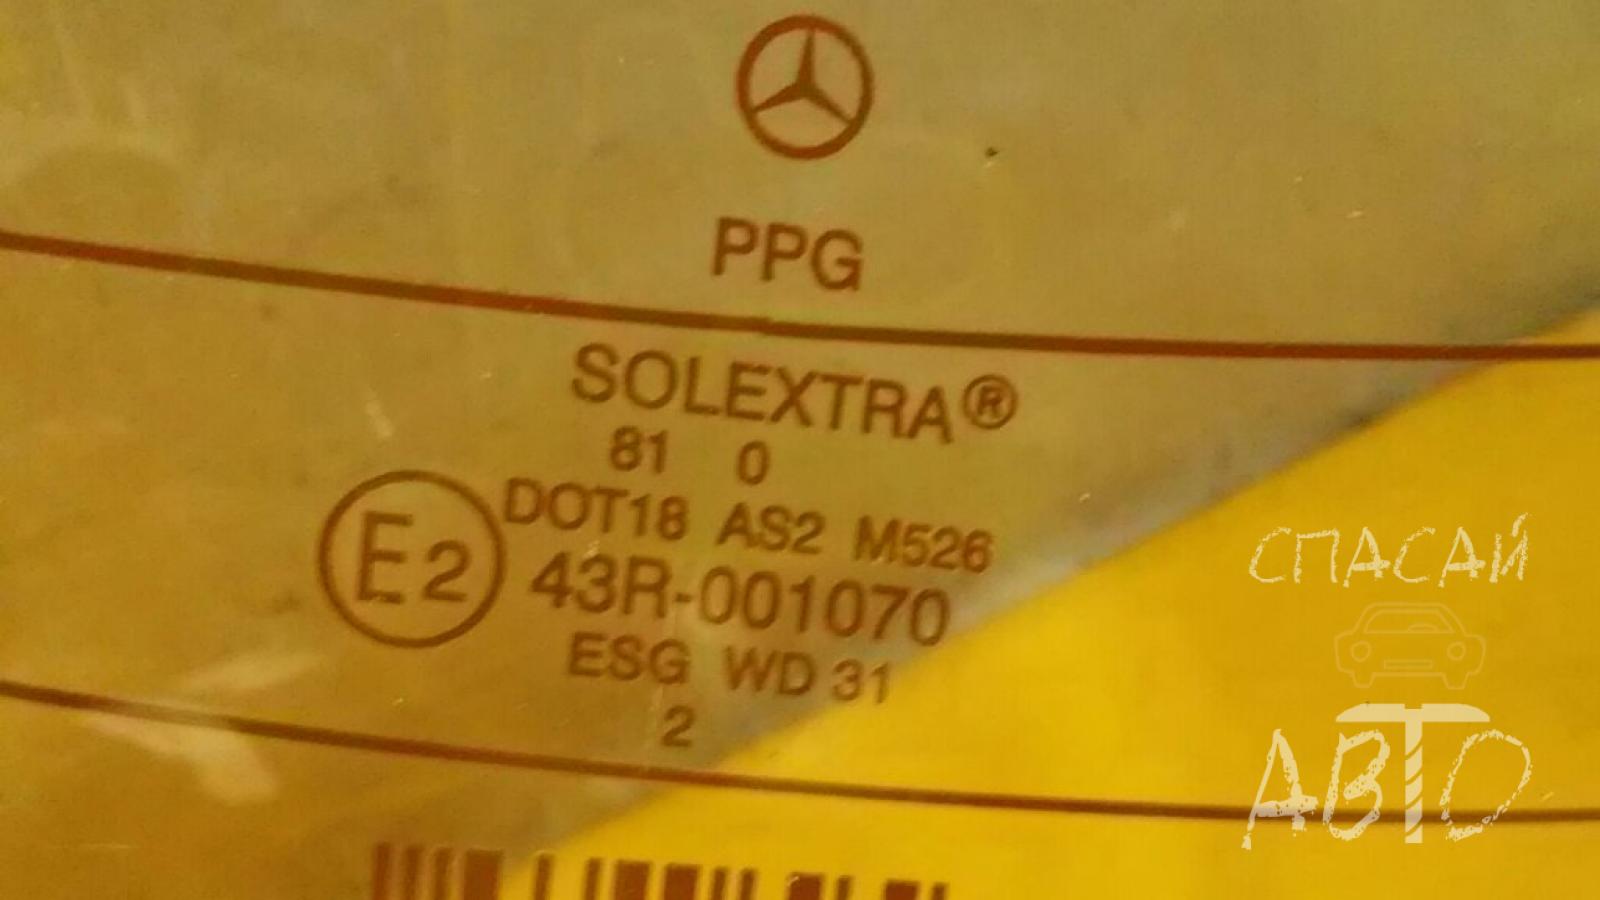 PPG
SOLEXTRA®
81 0
DOT18 AS2 M526
E2 43R-001070
ESG WD 31
2
СПАСАЙ
АВТО